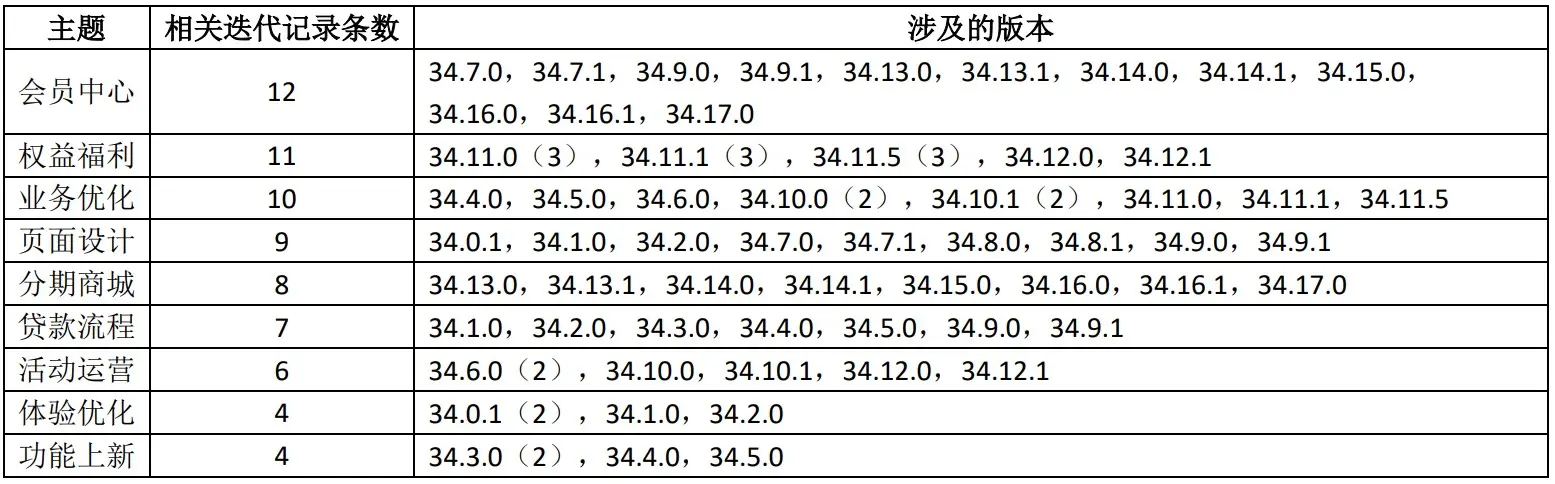 主题 相关迭代记录条数 涉及的版本
会员中心 12 34.7.0，34.7.1，34.9.0，34.9.1，34.13.0，34.13.1，34.14.0，34.14.1，34.15.0，
34.16.0，34.16.1，34.17.0
权益福利 11 34.11.0（3），34.11.1（3），34.11.5（3），34.12.0，34.12.1
业务优化 10 34.4.0，34.5.0，34.6.0，34.10.0（2），34.10.1（2），34.11.0，34.11.1，34.11.5
页面设计 9 34.0.1，34.1.0，34.2.0，34.7.0，34.7.1，34.8.0，34.8.1，34.9.0，34.9.1
分期商城 8 34.13.0，34.13.1，34.14.0，34.14.1，34.15.0，34.16.0，34.16.1，34.17.0
贷款流程 7 34.1.0，34.2.0，34.3.0，34.4.0，34.5.0，34.9.0，34.9.1
活动运营 6 34.6.0（2），34.10.0，34.10.1，34.12.0，34.12.1
体验优化 4 34.0.1（2），34.1.0，34.2.0
功能上新 4 34.3.0（2），34.4.0，34.5.0